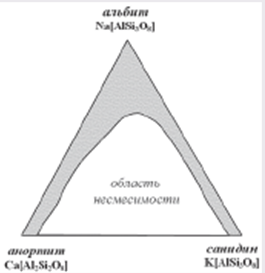 альбит
Na[AlSi₃O₈]
область
несмесимости
анортит
Ca[Al₂Si₂O₈]
санидин
K[AlSi₃O₈]